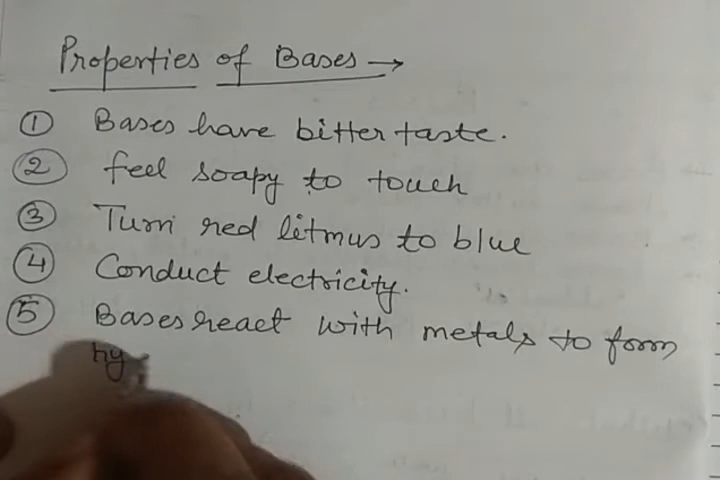 Properties of Bases →
① Bases have bitter taste.
② feel soapy to touch
③ Turn red litmus to blue
④ Conduct electricity.
⑤ Bases react with metals to form
hy